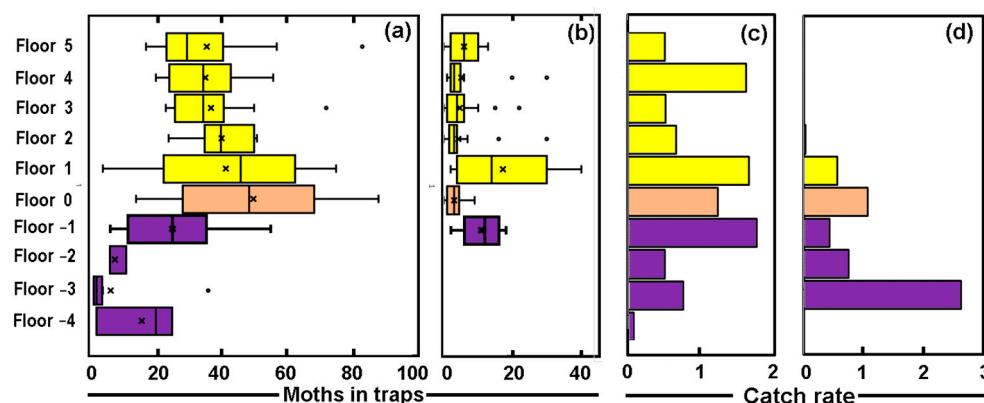 (a) (b) (c) (d)
Floor 5
Floor 4
Floor 3
Floor 2
Floor 1
Floor 0
Floor −1
Floor −2
Floor −3
Floor −4
0 20 40 60 80 100 0 20 40 0 1 2 0 1 2 3
Moths in traps Catch rate